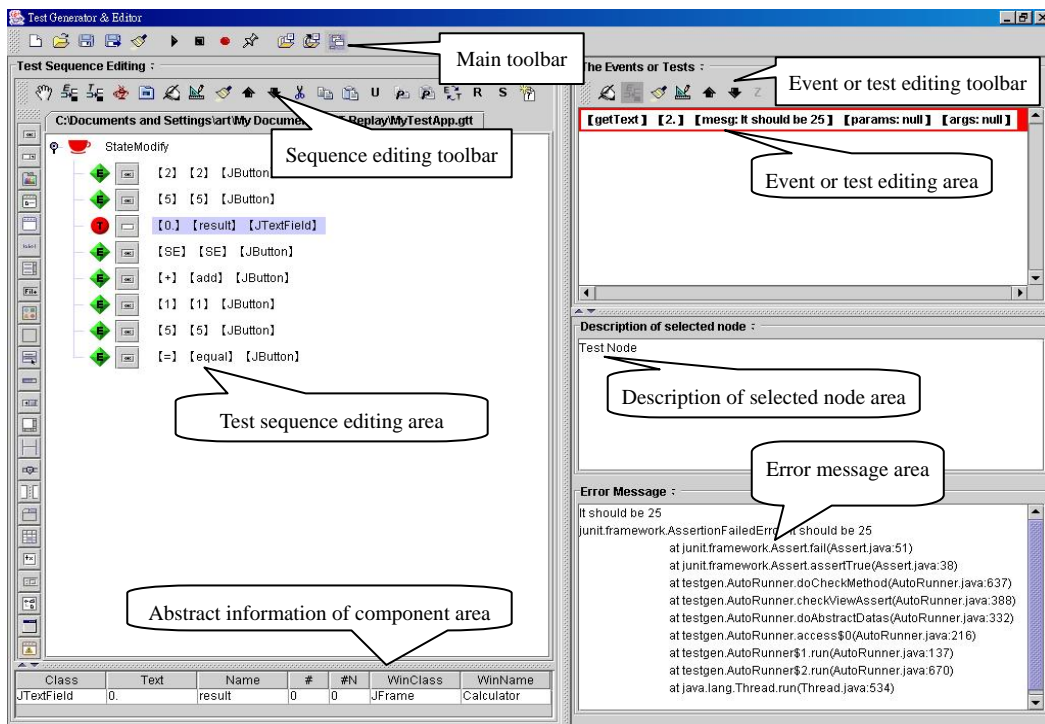 Test Generator & Editor
Main toolbar
Test Sequence Editing :
The Events or Tests :
Event or test editing toolbar
U
R S
Z
C:\Documents and Settings\art\My Docume
Replay\MyTestApp.gtt
Sequence editing toolbar
StateModify
E 【2】 【2】 【JButton】
E 【5】 【5】 【JButton】
T 【0.】 【result】 【JTextField】
E 【SE】 【SE】 【JButton】
E 【+】 【add】 【JButton】
E 【1】 【1】 【JButton】
E 【5】 【5】 【JButton】
E 【=】 【equal】 【JButton】
Test sequence editing area
【getText】 【2.】 【mesg: It should be 25】 【params: null】 【args: null】
Event or test editing area
Description of selected node :
Test Node
Description of selected node area
Error message area
Error Message :
It should be 25
junit.framework.AssertionFailedErro It should be 25
at junit.framework.Assert.fail(Assert.java:51)
at junit.framework.Assert.assertTrue(Assert.java:38)
at testgen.AutoRunner.doCheckMethod(AutoRunner.java:637)
at testgen.AutoRunner.checkViewAssert(AutoRunner.java:388)
at testgen.AutoRunner.doAbstractDatas(AutoRunner.java:332)
at testgen.AutoRunner.access$0(AutoRunner.java:216)
at testgen.AutoRunner$1.run(AutoRunner.java:137)
at testgen.AutoRunner$2.run(AutoRunner.java:670)
at java.lang.Thread.run(Thread.java:534)
Abstract information of component area
Class Text Name # #N WinClass WinName
JTextField 0. result 0 0 JFrame Calculator